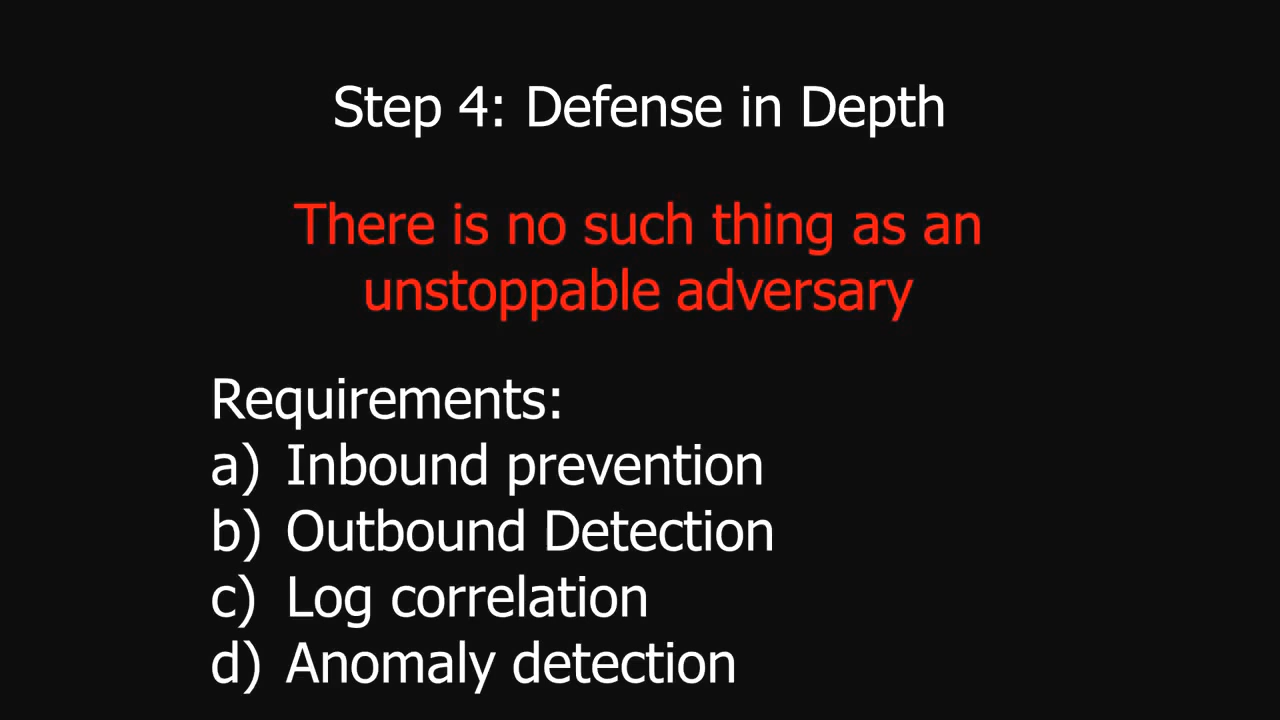 Step 4: Defense in Depth
There is no such thing as an
unstoppable adversary
Requirements:
a) Inbound prevention
b) Outbound Detection
c) Log correlation
d) Anomaly detection